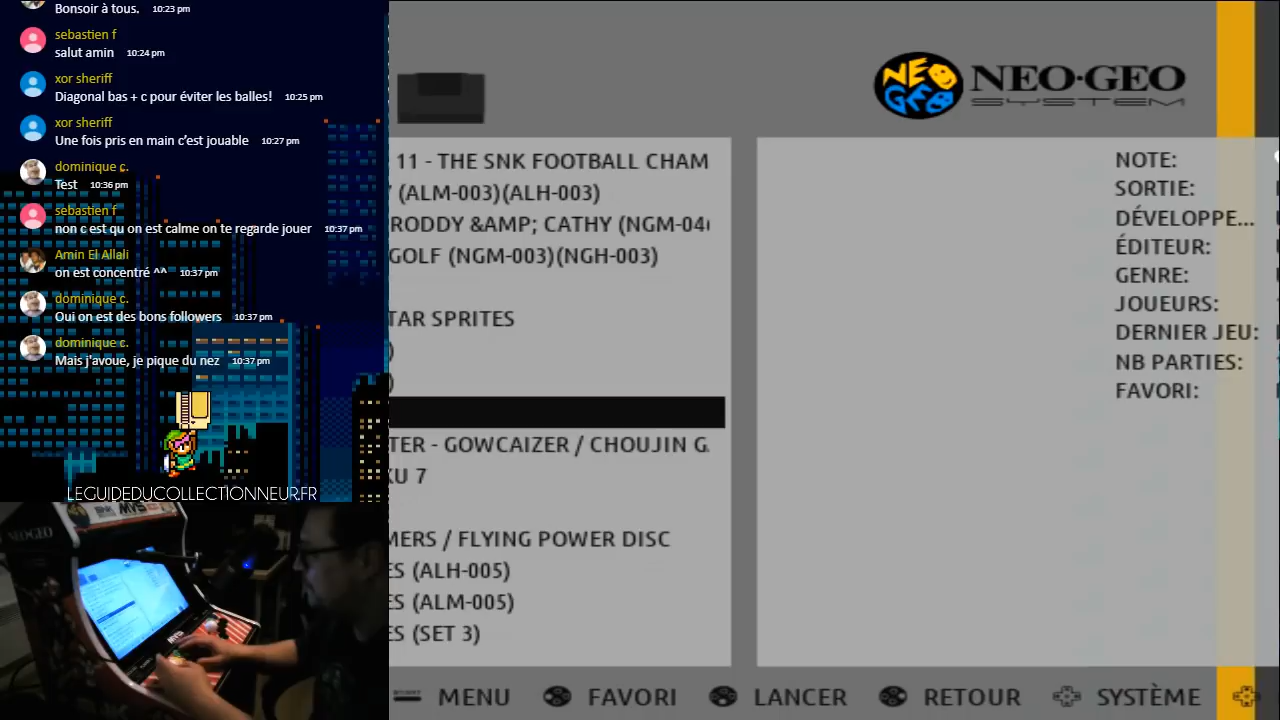 Bonsoir à tous. 10:23 pm
sebastien f
salut amin 10:24 pm
xor sheriff
Diagonal bas + c pour éviter les balles! 10:25 pm
xor sheriff
Une fois pris en main c'est jouable 10:27 pm
dominique c.
Test 10:36 pm
sebastien f
non c est qu on est calme on te regarde jouer 10:37 pm
Amin El Allali
on est concentré ^^ 10:37 pm
dominique c.
Oui on est des bons followers 10:37 pm
dominique c.
Mais j'avoue, je pique du nez 10:37 pm
LEGUIDEDUCOLLECTIONNEUR.FR
NEO-GEO
MVS
MVS
NEO GEO
NEO·GEO
SYSTEM
11 - THE SNK FOOTBALL CHAM
(ALM-003)(ALH-003)
RODDY &AMP; CATHY (NGM-04
GOLF (NGM-003)(NGH-003)
TAR SPRITES
)
)
TER - GOWCAIZER / CHOUJIN G
KU 7
MERS / FLYING POWER DISC
ES (ALH-005)
ES (ALM-005)
ES (SET 3)
NOTE:
SORTIE:
DÉVELOPPE...
ÉDITEUR:
GENRE:
JOUEURS:
DERNIER JEU:
NB PARTIES:
FAVORI:
START MENU FAVORI LANCER RETOUR SYSTÈME